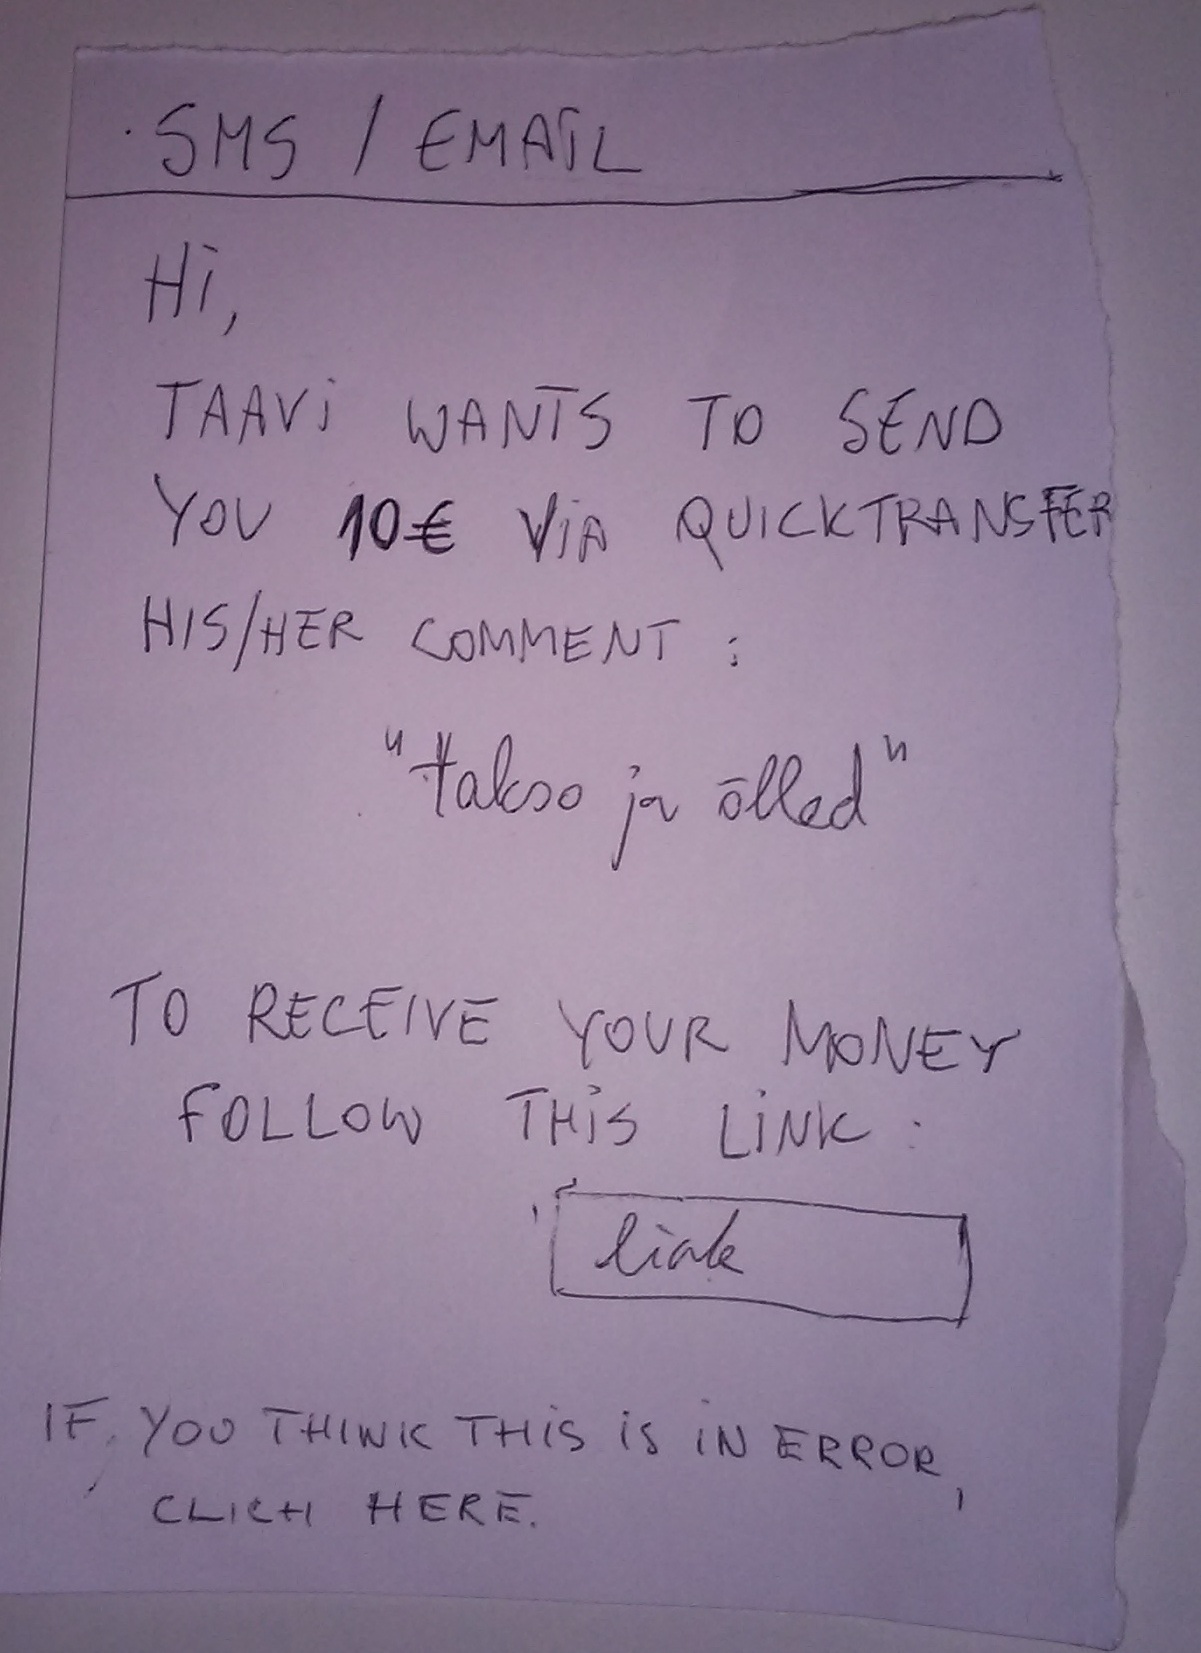 SMS / EMAIL
Hi,
TAAVi WANTS TO SEND
YOU 10€ ViA QUICKTRANSFER
HIS/HER COMMENT :
"takso ja õlled"
TO RECEIVE YOUR MONEY
FOLLOW THiS LiNK :
link
IF YOU THINK THiS iS iN ERROR,
CLICK HERE.